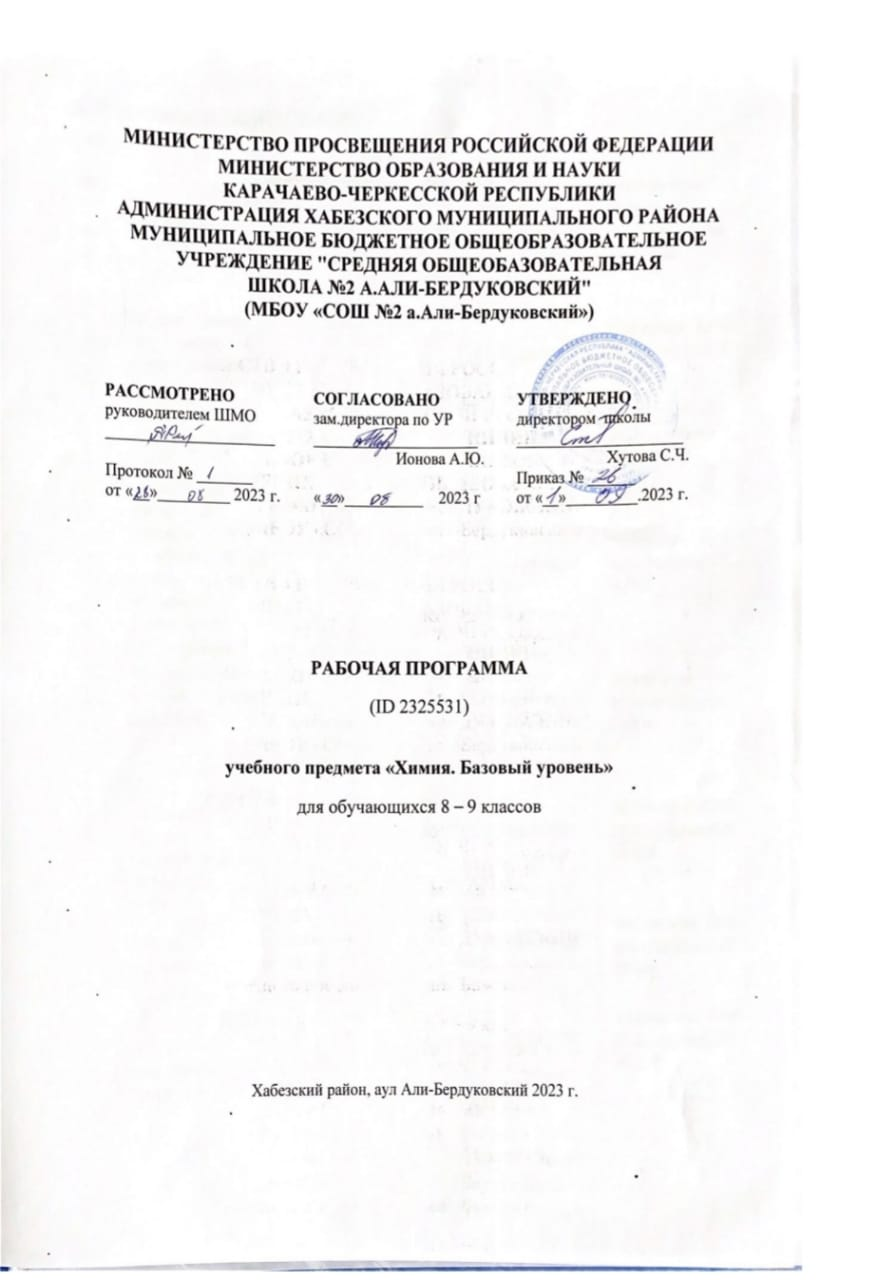 МИНИСТЕРСТВО ПРОСВЕЩЕНИЯ РОССИЙСКОЙ ФЕДЕРАЦИИ
МИНИСТЕРСТВО ОБРАЗОВАНИЯ И НАУКИ
КАРАЧАЕВО-ЧЕРКЕССКОЙ РЕСПУБЛИКИ
АДМИНИСТРАЦИЯ ХАБЕЗСКОГО МУНИЦИПАЛЬНОГО РАЙОНА
МУНИЦИПАЛЬНОЕ БЮДЖЕТНОЕ ОБЩЕОБРАЗОВАТЕЛЬНОЕ
УЧРЕЖДЕНИЕ "СРЕДНЯЯ ОБЩЕОБАЗОВАТЕЛЬНАЯ
ШКОЛА №2 А.АЛИ-БЕРДУКОВСКИЙ"
(МБОУ «СОШ №2 а.Али-Бердуковский»)
РАССМОТРЕНО
руководителем ШМО
Протокол № 1
от «28» 08 2023 г.
СОГЛАСОВАНО
зам.директора по УР
Ионова А.Ю.
«30» 08 2023 г
УТВЕРЖДЕНО
директором школы
Хутова С.Ч.
Приказ № 26
от «1» 09 .2023 г.
РАБОЧАЯ ПРОГРАММА
(ID 2325531)
учебного предмета «Химия. Базовый уровень»
для обучающихся 8 – 9 классов
Хабезский район, аул Али-Бердуковский 2023 г.